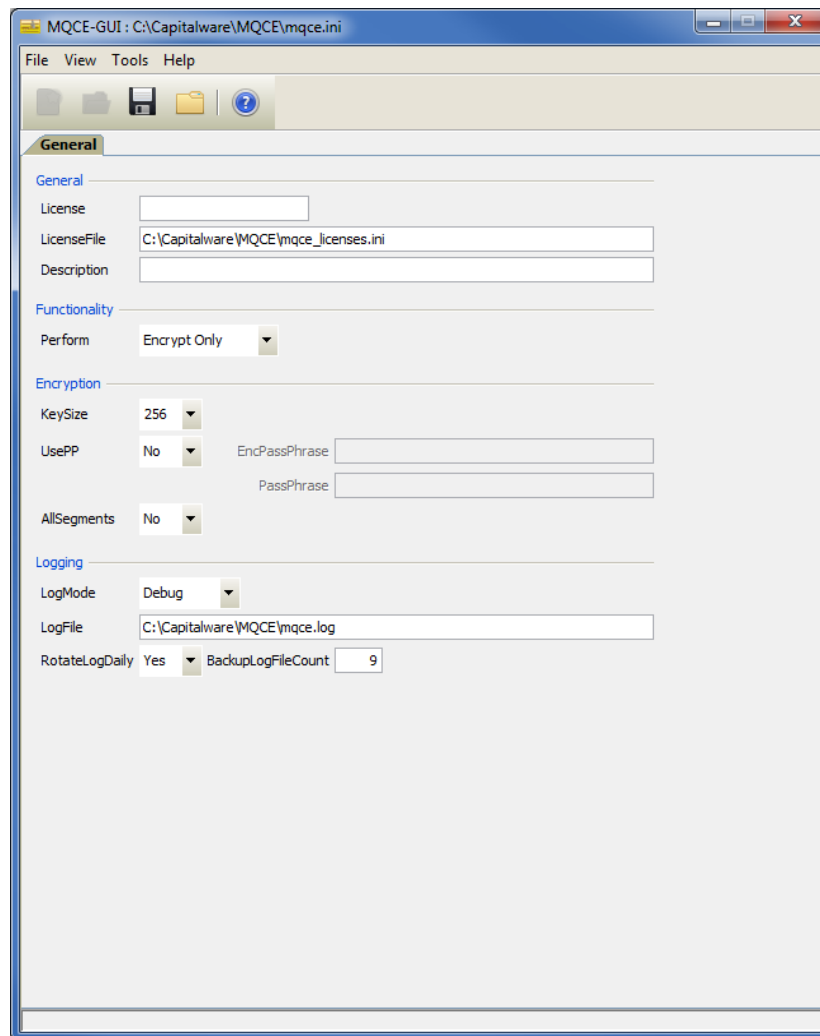 MQCE-GUI : C:\Capitalware\MQCE\mqce.ini
File View Tools Help
General
General
License
LicenseFile C:\Capitalware\MQCE\mqce_licenses.ini
Description
Functionality
Perform Encrypt Only
Encryption
KeySize 256
UsePP No EncPassPhrase
PassPhrase
AllSegments No
Logging
LogMode Debug
LogFile C:\Capitalware\MQCE\mqce.log
RotateLogDaily Yes BackupLogFileCount 9